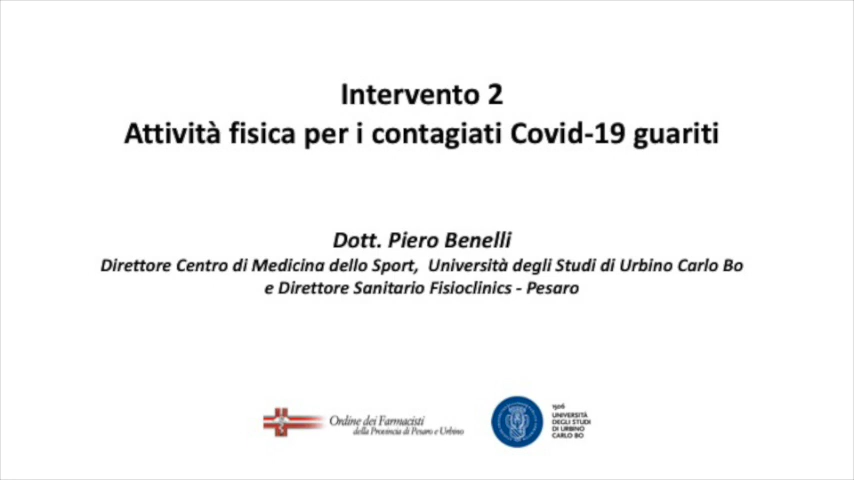 Intervento 2
Attività fisica per i contagiati Covid-19 guariti
Dott. Piero Benelli
Direttore Centro di Medicina dello Sport, Università degli Studi di Urbino Carlo Bo
e Direttore Sanitario Fisioclinics - Pesaro
Ordine dei Farmacisti
della Provincia di Pesaro e Urbino
1506
UNIVERSITÀ
DEGLI STUDI
DI URBINO
CARLO BO